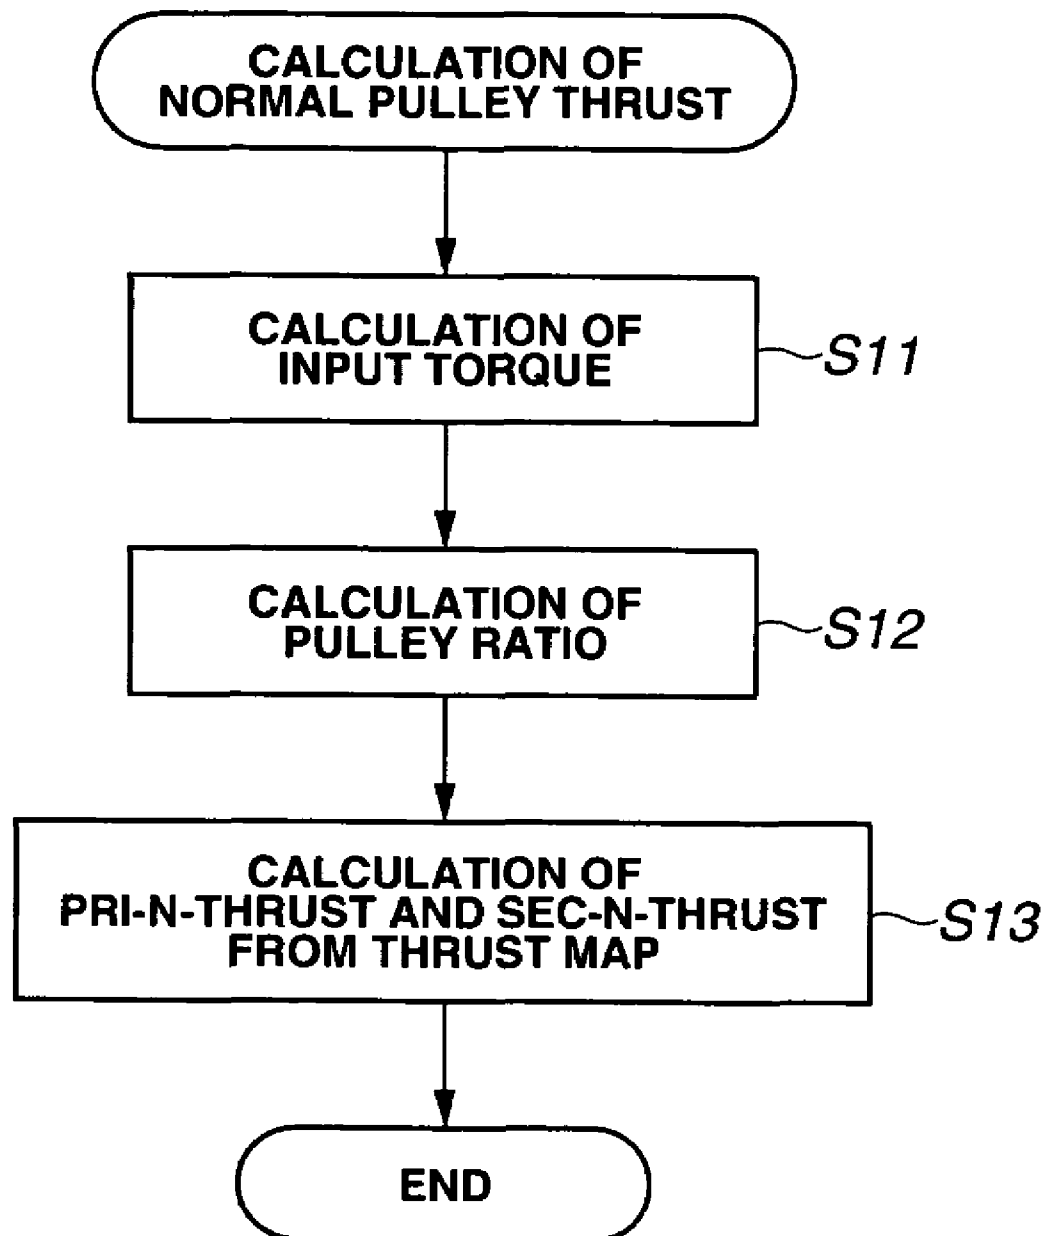 CALCULATION OF
NORMAL PULLEY THRUST
CALCULATION OF
INPUT TORQUE
S11
CALCULATION OF
PULLEY RATIO
S12
CALCULATION OF
PRI-N-THRUST AND SEC-N-THRUST
FROM THRUST MAP
S13
END